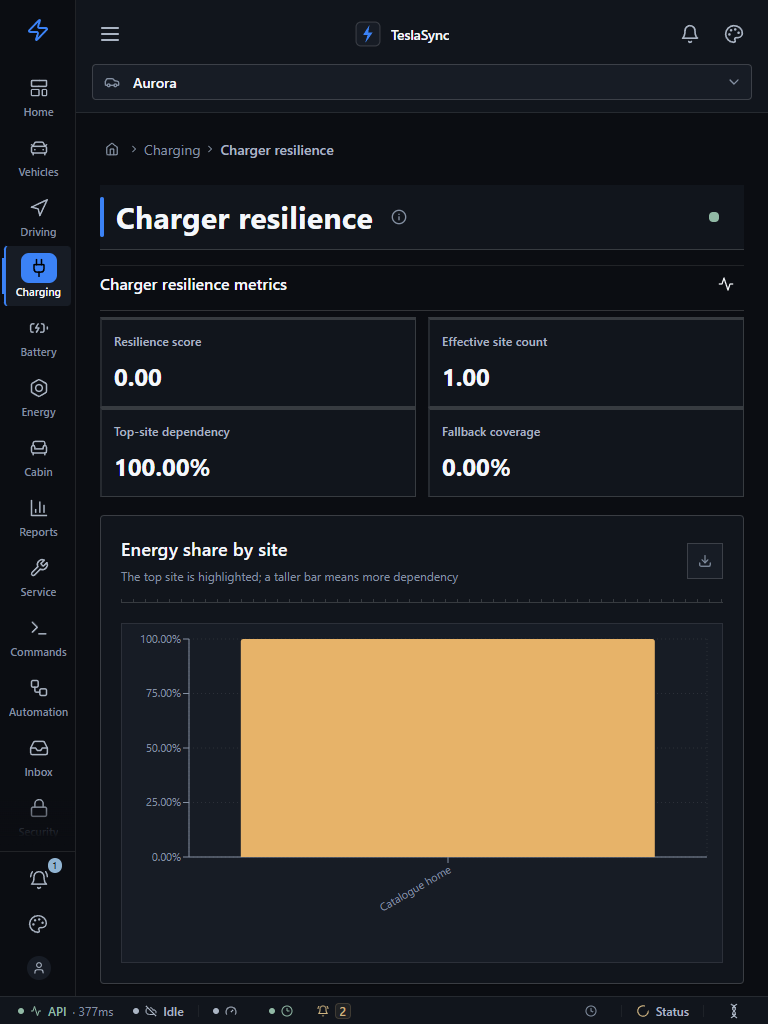 TeslaSync
Aurora
Home
Vehicles
Driving
Charging
Battery
Energy
Cabin
Reports
Service
Commands
Automation
Inbox
Security
1
Charging
Charger resilience
Charger resilience
Charger resilience metrics
Resilience score
0.00
Effective site count
1.00
Top-site dependency
100.00%
Fallback coverage
0.00%
Energy share by site
The top site is highlighted; a taller bar means more dependency
100.00%
75.00%
50.00%
25.00%
0.00%
Catalogue home
API · 377ms
Idle
2
Status